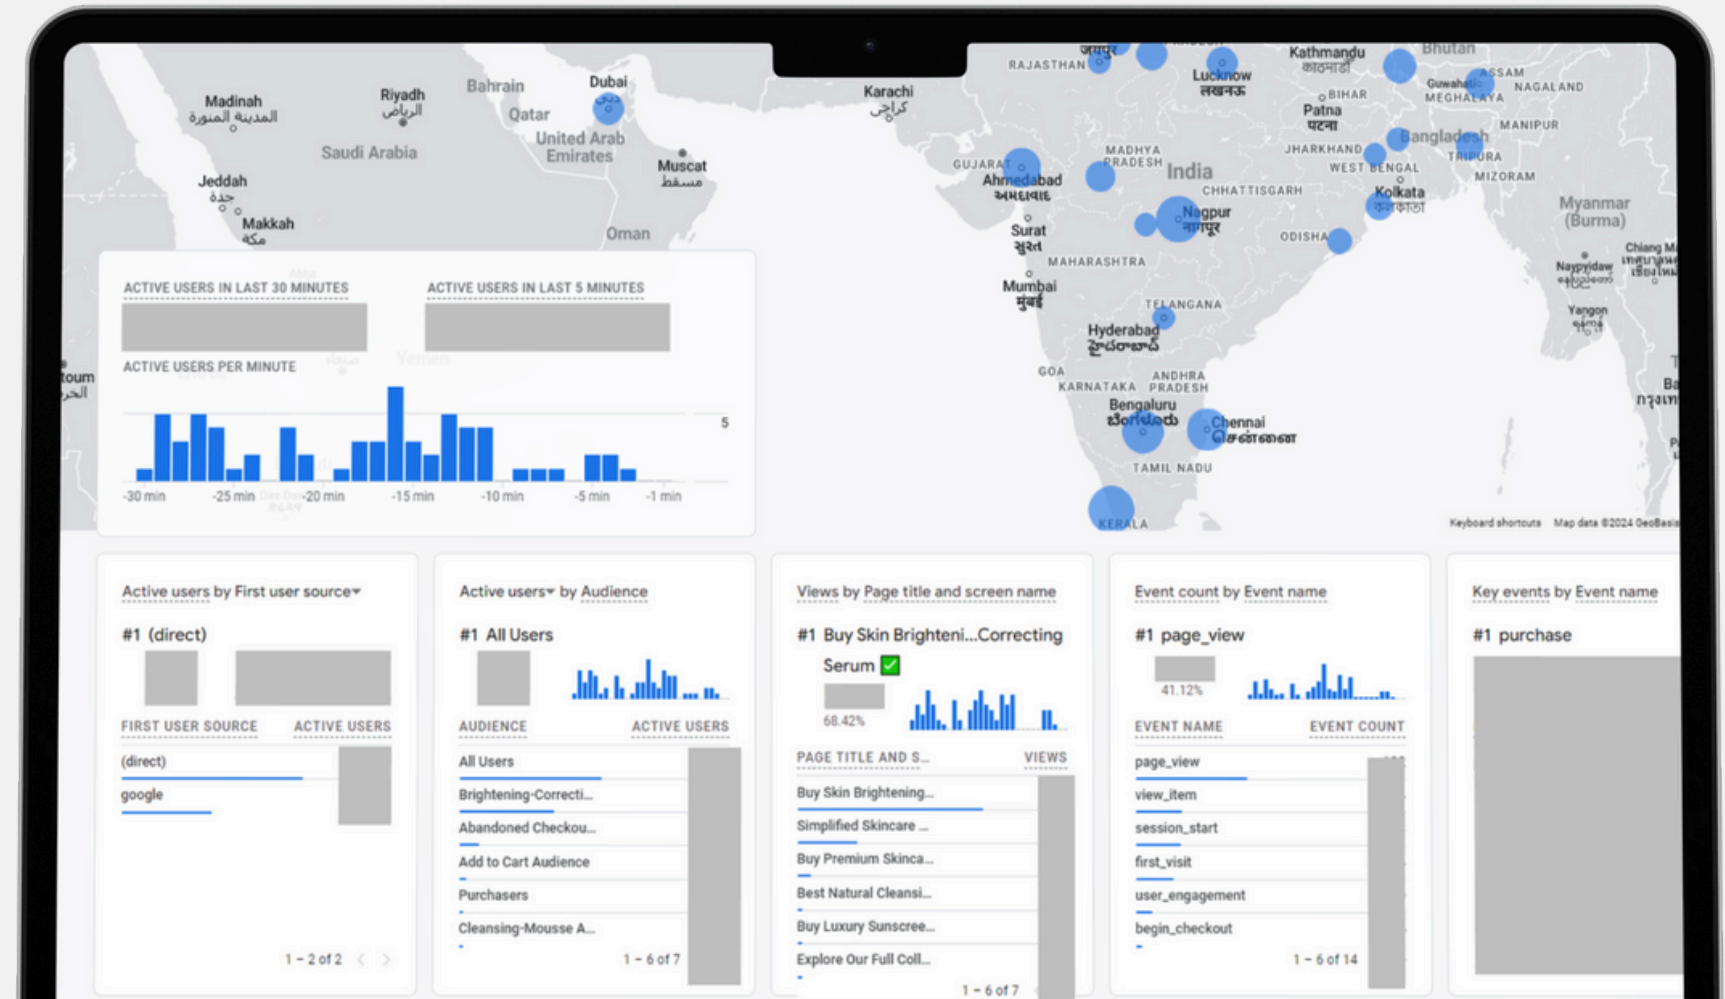 Madinah
المدينة المنورة
Riyadh
الرياض
Bahrain
Qatar
Dubai
دبي
United Arab
Emirates
Saudi Arabia
Muscat
مسقط
Jeddah
جدة
Makkah
مكة
Oman
Karachi
كراچی
जयपुर
RAJASTHAN
Lucknow
लखनऊ
Kathmandu
काठमाडौं
Bhutan
ASSAM
Guwahati
MEGHALAYA
NAGALAND
BIHAR
Patna
पटना
Bangladesh
MANIPUR
JHARKHAND
TRIPURA
WEST BENGAL
MIZORAM
GUJARAT
MADHYA
PRADESH
India
Ahmedabad
અમદાવાદ
CHHATTISGARH
Kolkata
কলকাতা
Nagpur
नागपूर
Myanmar
(Burma)
Surat
સુરત
ODISHA
MAHARASHTRA
Mumbai
मुंबई
Naypyidaw
Yangon
TELANGANA
Hyderabad
హైదరాబాద్
GOA
KARNATAKA
ANDHRA
PRADESH
Bengaluru
ಬೆಂಗಳೂರು
Chennai
சென்னை
TAMIL NADU
KERALA
Keyboard shortcuts Map data ©2024 GeoBasis
toum
Yemen
ACTIVE USERS IN LAST 30 MINUTES
ACTIVE USERS IN LAST 5 MINUTES
ACTIVE USERS PER MINUTE
5
-30 min -25 min -20 min -15 min -10 min -5 min -1 min
Active users by First user source
#1 (direct)
FIRST USER SOURCE ACTIVE USERS
(direct)
google
1 – 2 of 2
Active users by Audience
#1 All Users
AUDIENCE ACTIVE USERS
All Users
Brightening-Correcti...
Abandoned Checkou...
Add to Cart Audience
Purchasers
Cleansing-Mousse A...
1 – 6 of 7
Views by Page title and screen name
#1 Buy Skin Brighteni...Correcting
Serum ✅
68.42%
PAGE TITLE AND S... VIEWS
Buy Skin Brightening...
Simplified Skincare ...
Buy Premium Skinca...
Best Natural Cleansi...
Buy Luxury Sunscree...
Explore Our Full Coll...
1 – 6 of 7
Event count by Event name
#1 page_view
41.12%
EVENT NAME EVENT COUNT
page_view
view_item
session_start
first_visit
user_engagement
begin_checkout
1 – 6 of 14
Key events by Event name
#1 purchase